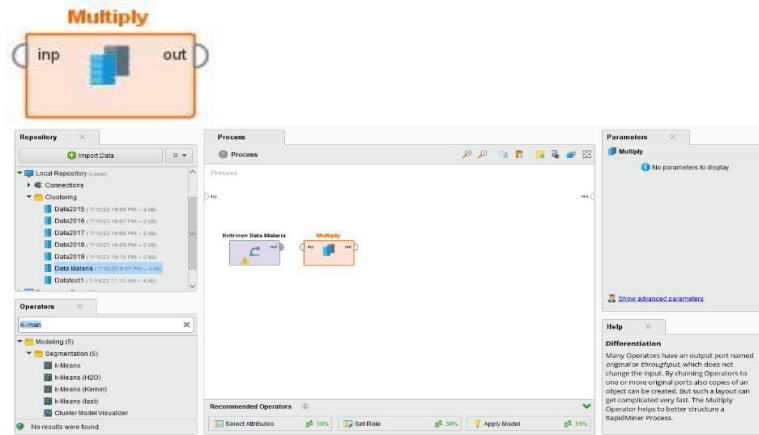 Multiply
inp out
Repository
Import Data
Local Repository (Local)
Connections
Clustering
Data2015
Data2016
Data2017
Data2018
Data2019
Data Malaria
Datatest1
Operators
K-man
Modeling (5)
Segmentation (5)
k-Means
k-Means (H2O)
k-Means (Kernel)
k-Means (fast)
Cluster Model Visualizer
No results were found.
Process
Process
Process
inp
res
Retrieve Data Malaria
out
Multiply
inp out
Recommended Operators
Select Attributes
Set Role
Apply Model
Parameters
Multiply
No parameters to display.
Show advanced parameters
Help
Differentiation
Many Operators have an output port named
original or throughput, which does not
change the input. By chaining Operators to
one or more original ports also copies of an
object can be created. But such a layout can
get complicated very fast. The Multiply
Operator helps to better structure a
RapidMiner Process.